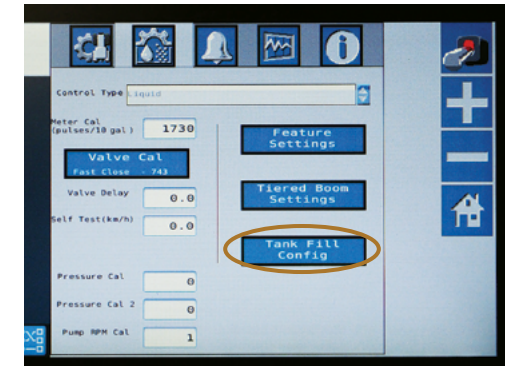 Control Type Liquid
Meter Cal
(pulses/10 gal) 1730
Valve Cal
Fast Close - 743
Valve Delay 0.0
Self Test(km/h) 0.0
Pressure Cal 0
Pressure Cal 2 0
Pump RPM Cal 1
Feature
Settings
Tiered Boom
Settings
Tank Fill
Config